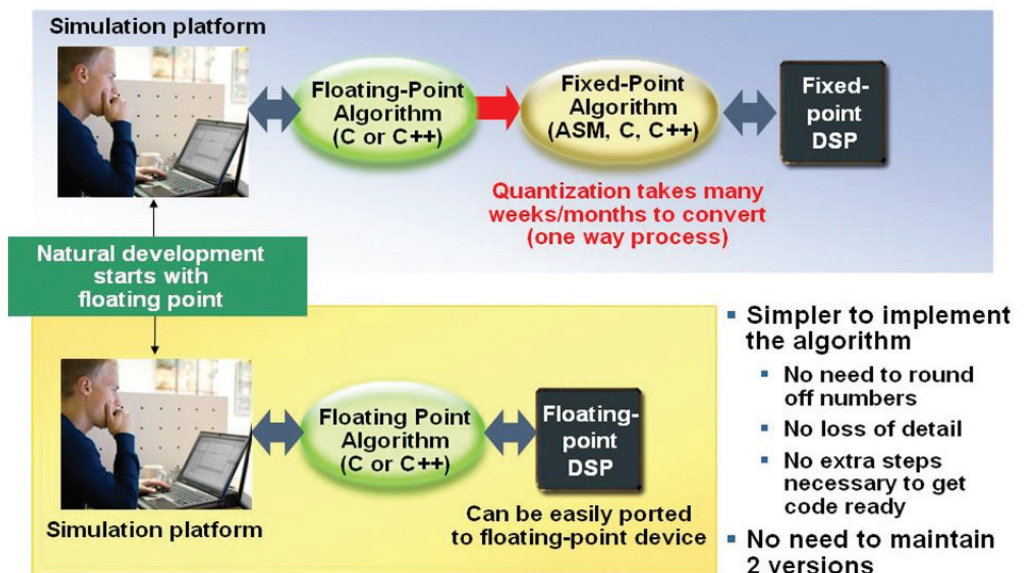 Simulation platform
Floating-Point
Algorithm
(C or C++)
Fixed-Point
Algorithm
(ASM, C, C++)
Fixed-
point
DSP
Quantization takes many
weeks/months to convert
(one way process)
Natural development
starts with
floating point
Floating Point
Algorithm
(C or C++)
Floating-
point
DSP
Simulation platform
Can be easily ported
to floating-point device
▪ Simpler to implement
the algorithm
▪ No need to round
off numbers
▪ No loss of detail
▪ No extra steps
necessary to get
code ready
▪ No need to maintain
2 versions